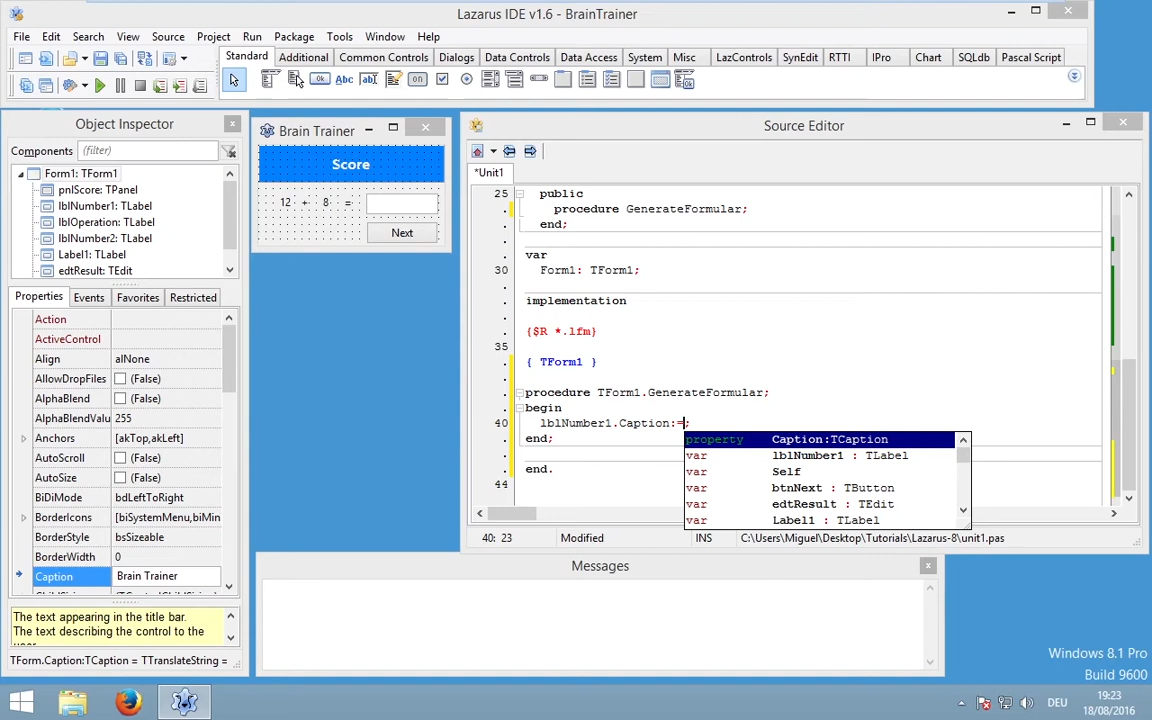 Lazarus IDE v1.6 - BrainTrainer
File Edit Search View Source Project Run Package Tools Window Help
Standard Additional Common Controls Dialogs Data Controls Data Access System Misc LazControls SynEdit RTTI IPro Chart SQLdb Pascal Script
Ok Abc ab on Ok
Object Inspector
Components (filter)
Form1: TForm1
pnlScore: TPanel
lblNumber1: TLabel
lblOperation: TLabel
lblNumber2: TLabel
Label1: TLabel
edtResult: TEdit
Properties Events Favorites Restricted
Action
ActiveControl
Align alNone
AllowDropFiles (False)
AlphaBlend (False)
AlphaBlendValu 255
Anchors [akTop,akLeft]
AutoScroll (False)
AutoSize (False)
BiDiMode bdLeftToRight
BorderIcons [biSystemMenu,biMin
BorderStyle bsSizeable
BorderWidth 0
Caption Brain Trainer
The text appearing in the title bar.
The text describing the control to the
TForm.Caption:TCaption = TTranslateString =
Brain Trainer
Score
12 + 8 =
Next
Source Editor
*Unit1
25 public
procedure GenerateFormular;
end;
var
30 Form1: TForm1;
implementation
{$R *.lfm}
35
{ TForm1 }
procedure TForm1.GenerateFormular;
begin
40 lblNumber1.Caption:=;
end;
end.
44
property Caption:TCaption
var lblNumber1 : TLabel
var Self
var btnNext : TButton
var edtResult : TEdit
var Label1 : TLabel
40: 23 Modified INS C:\Users\Miguel\Desktop\Tutorials\Lazarus-8\unit1.pas
Messages
Windows 8.1 Pro
Build 9600
DEU 19:23
18/08/2016